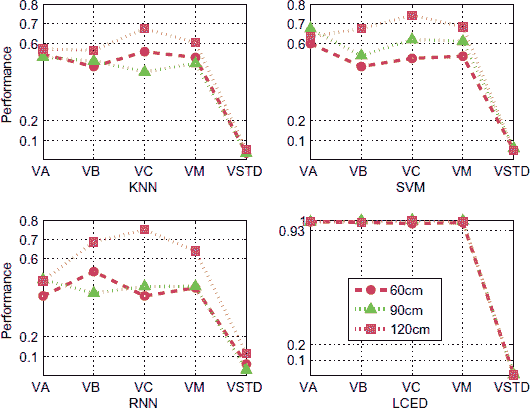 0.8 0.8
0.7 0.7
0.6 0.6
Performance
0.2 0.2
0.1 0.1
VA VB VC VM VSTD VA VB VC VM VSTD
KNN SVM
0.8 1
0.7 0.93
0.6
Performance
60cm
90cm
120cm
0.2 0.2
0.1 0.1
VA VB VC VM VSTD VA VB VC VM VSTD
RNN LCED